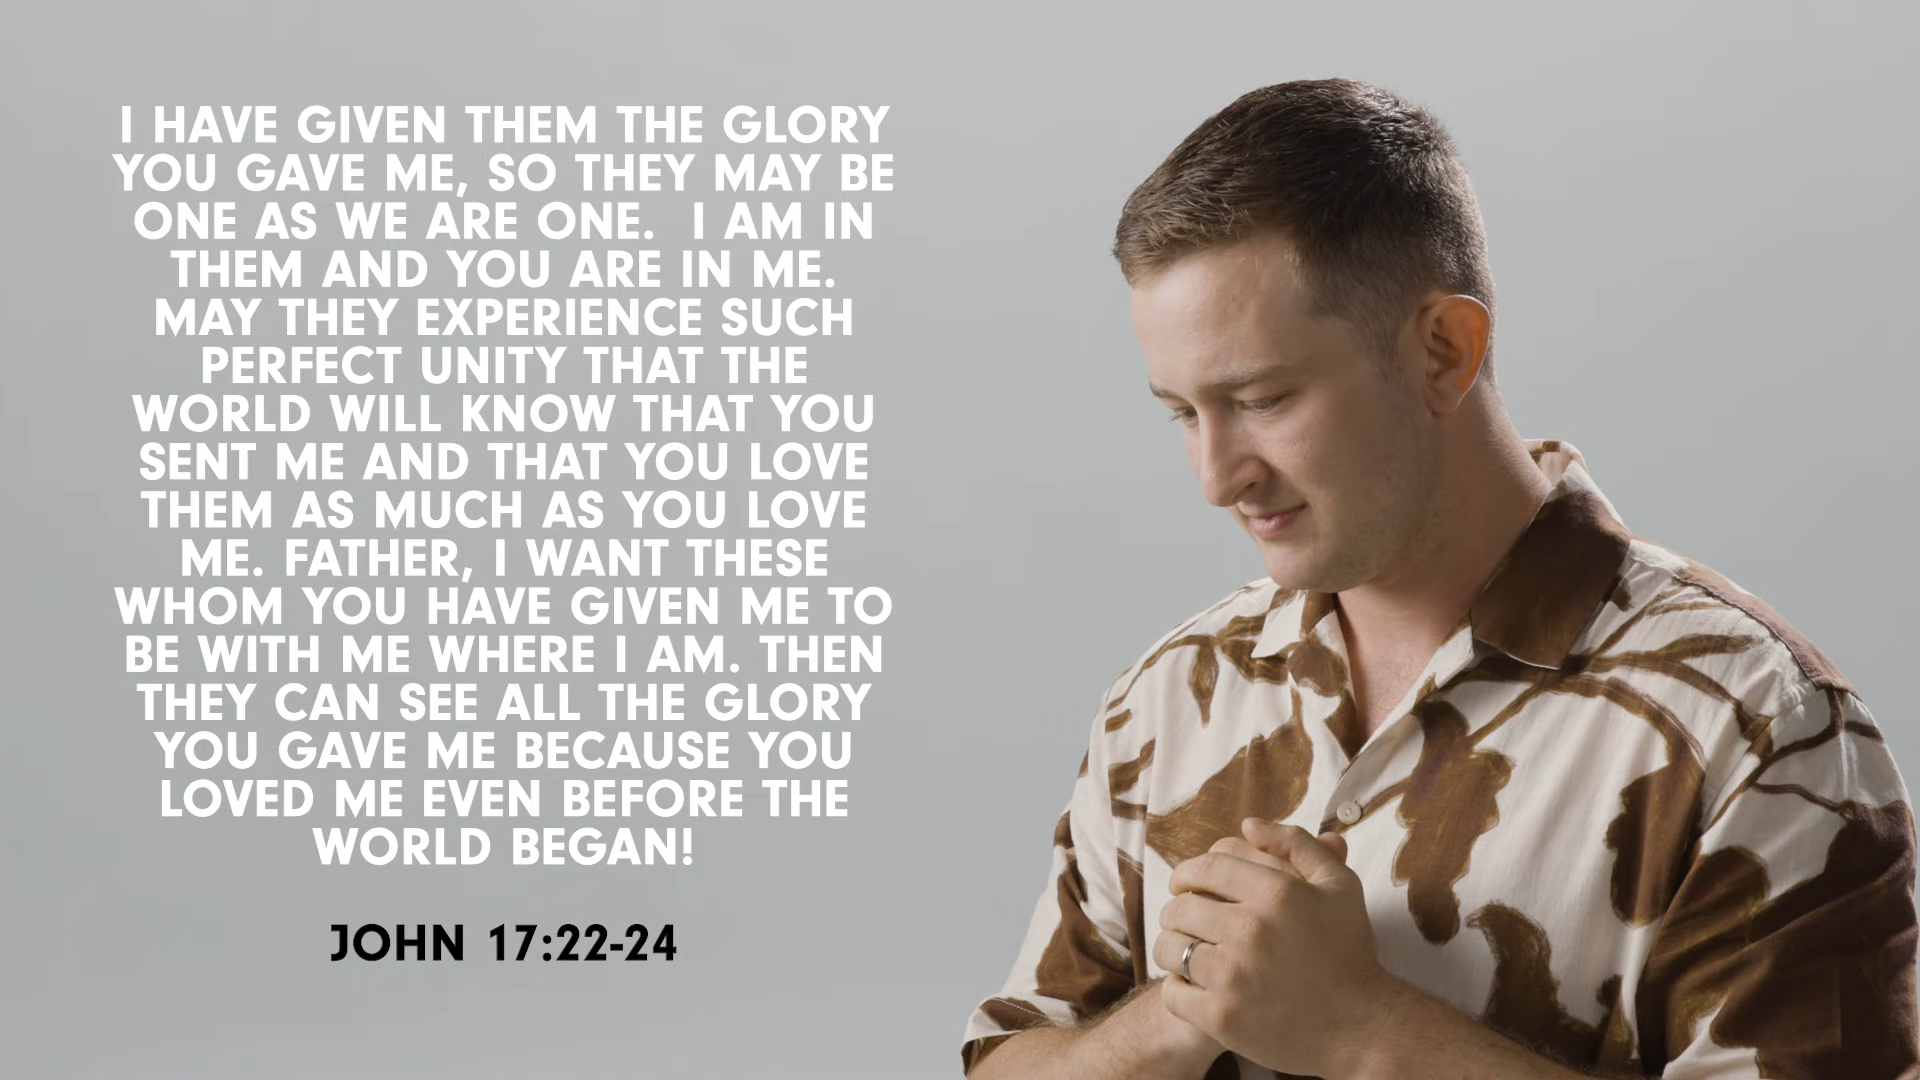 I HAVE GIVEN THEM THE GLORY
YOU GAVE ME, SO THEY MAY BE
ONE AS WE ARE ONE.  I AM IN
THEM AND YOU ARE IN ME.
MAY THEY EXPERIENCE SUCH
PERFECT UNITY THAT THE
WORLD WILL KNOW THAT YOU
SENT ME AND THAT YOU LOVE
THEM AS MUCH AS YOU LOVE
ME. FATHER, I WANT THESE
WHOM YOU HAVE GIVEN ME TO
BE WITH ME WHERE I AM. THEN
THEY CAN SEE ALL THE GLORY
YOU GAVE ME BECAUSE YOU
LOVED ME EVEN BEFORE THE
WORLD BEGAN!
JOHN 17:22-24